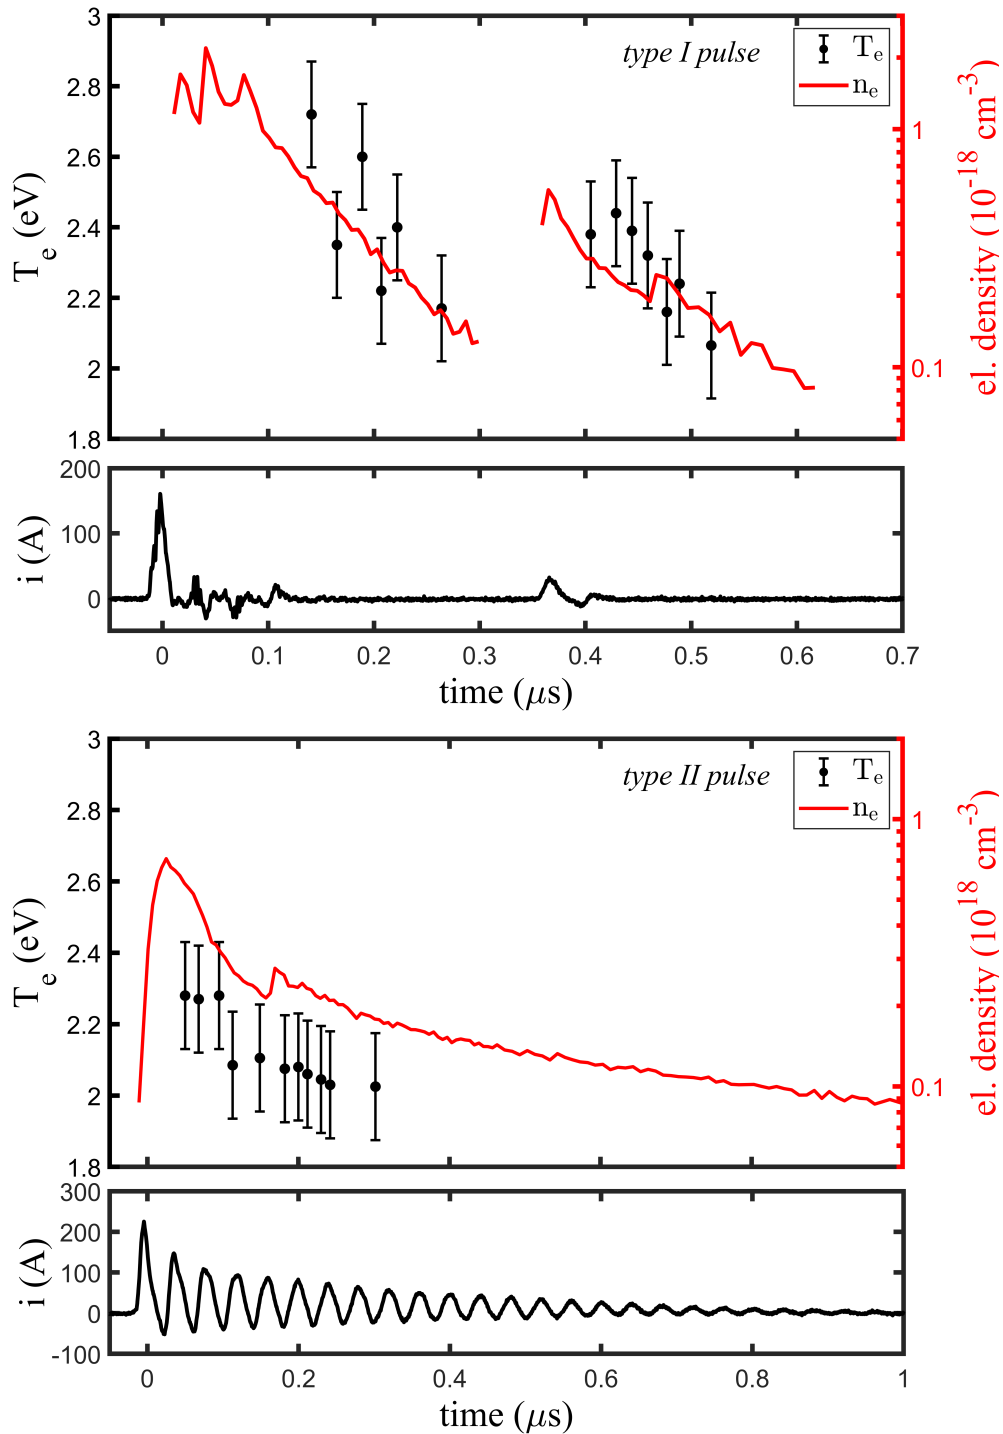 3
2.8
2.6
2.4
2.2
2
1.8
T_e (eV)
type I pulse
T_e
n_e
1
0.1
el. density (10^-18 cm^-3)
200
100
0
i (A)
0 0.1 0.2 0.3 0.4 0.5 0.6 0.7
time (μs)
3
2.8
2.6
2.4
2.2
2
1.8
T_e (eV)
type II pulse
T_e
n_e
1
0.1
el. density (10^18 cm^-3)
300
200
100
0
-100
i (A)
0 0.2 0.4 0.6 0.8 1
time (μs)